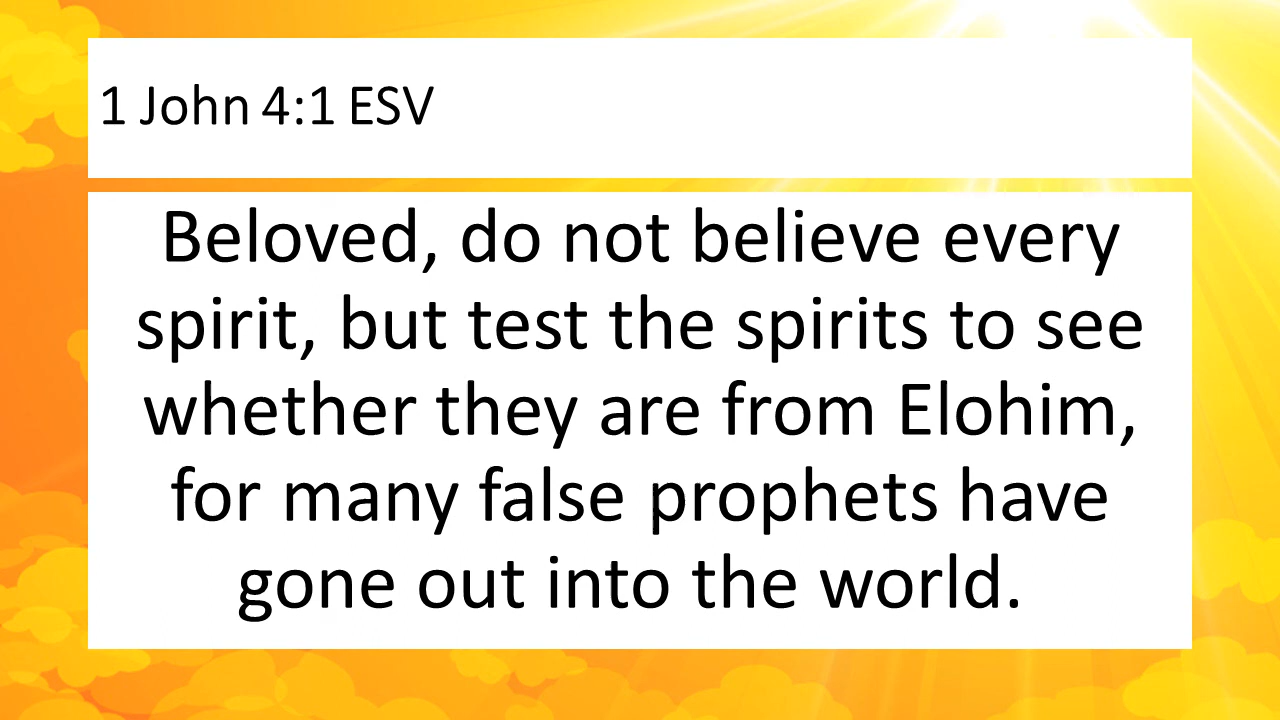 1 John 4:1 ESV
Beloved, do not believe every
spirit, but test the spirits to see
whether they are from Elohim,
for many false prophets have
gone out into the world.